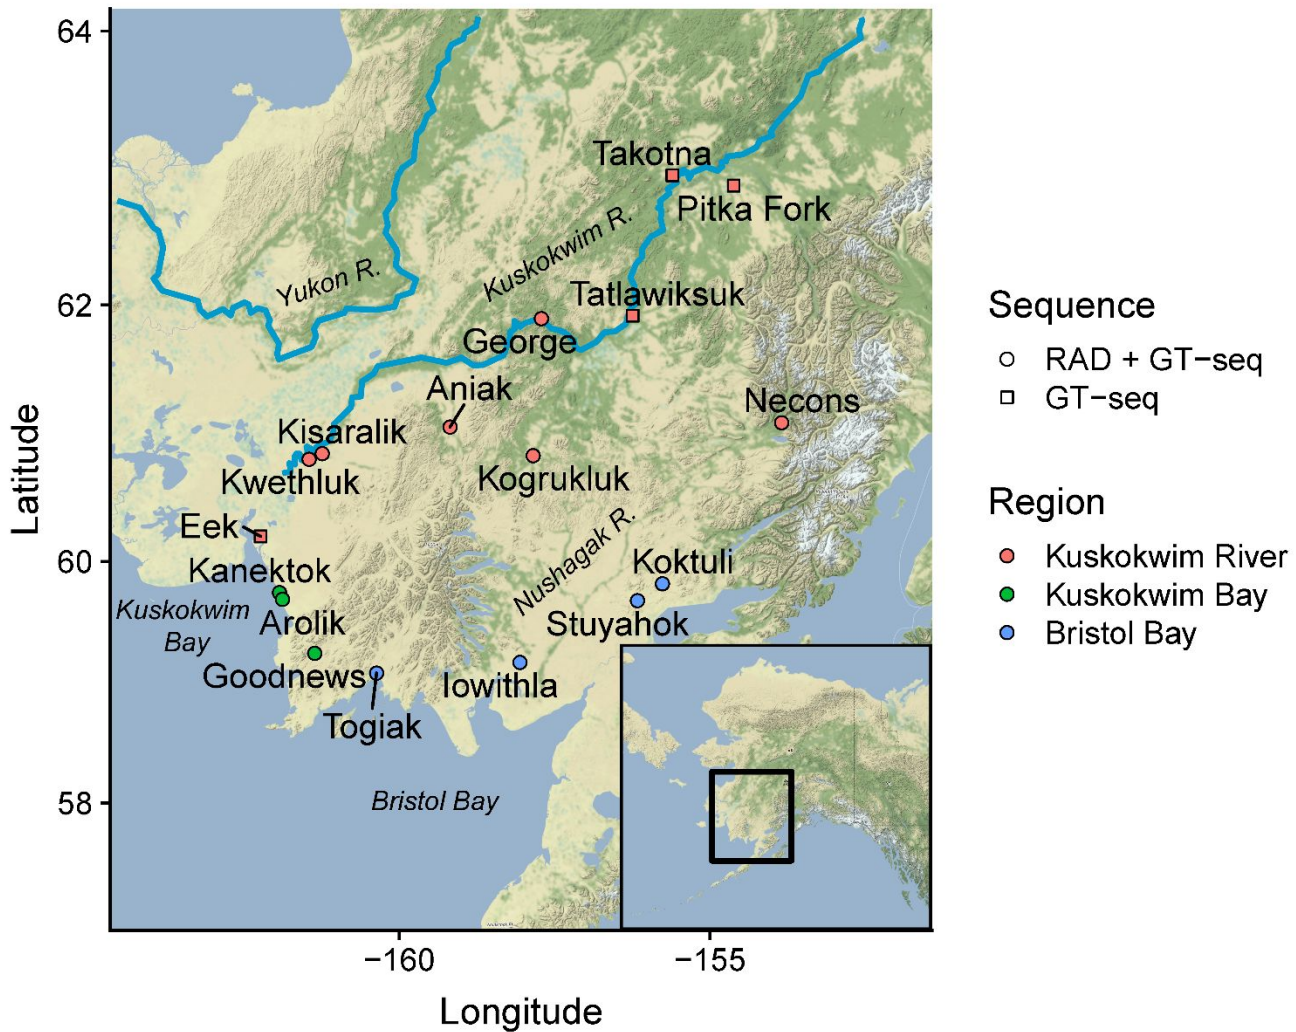 64
62
60
58
Latitude
−160
−155
Longitude
Takotna
Pitka Fork
Kuskokwim R.
Yukon R.
Tatlawiksuk
George
Aniak
Necons
Kisaralik
Kwethluk
Kogrukluk
Eek
Nushagak R.
Koktuli
Kanektok
Kuskokwim
Bay
Arolik
Stuyahok
Goodnews
Iowithla
Togiak
Bristol Bay
Sequence
RAD + GT−seq
GT−seq
Region
Kuskokwim River
Kuskokwim Bay
Bristol Bay